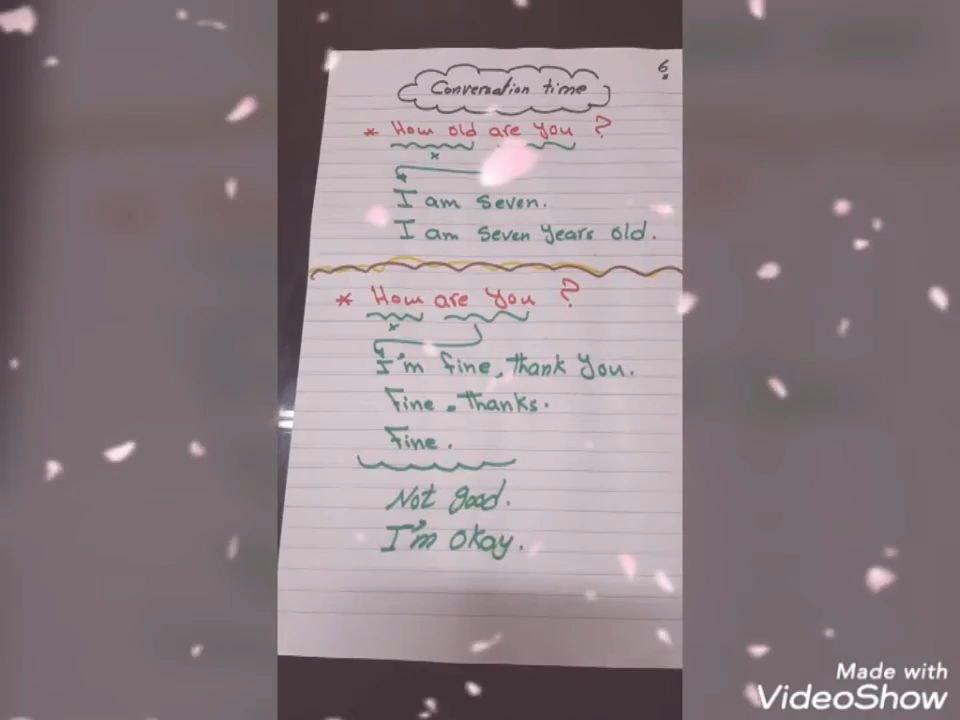 6
Conversation time
* How old are you ?
I am seven.
I am seven years old.
* How are you ?
I'm fine, thank you.
Fine, thanks.
Fine.
Not good.
I'm okay.
Made with
VideoShow